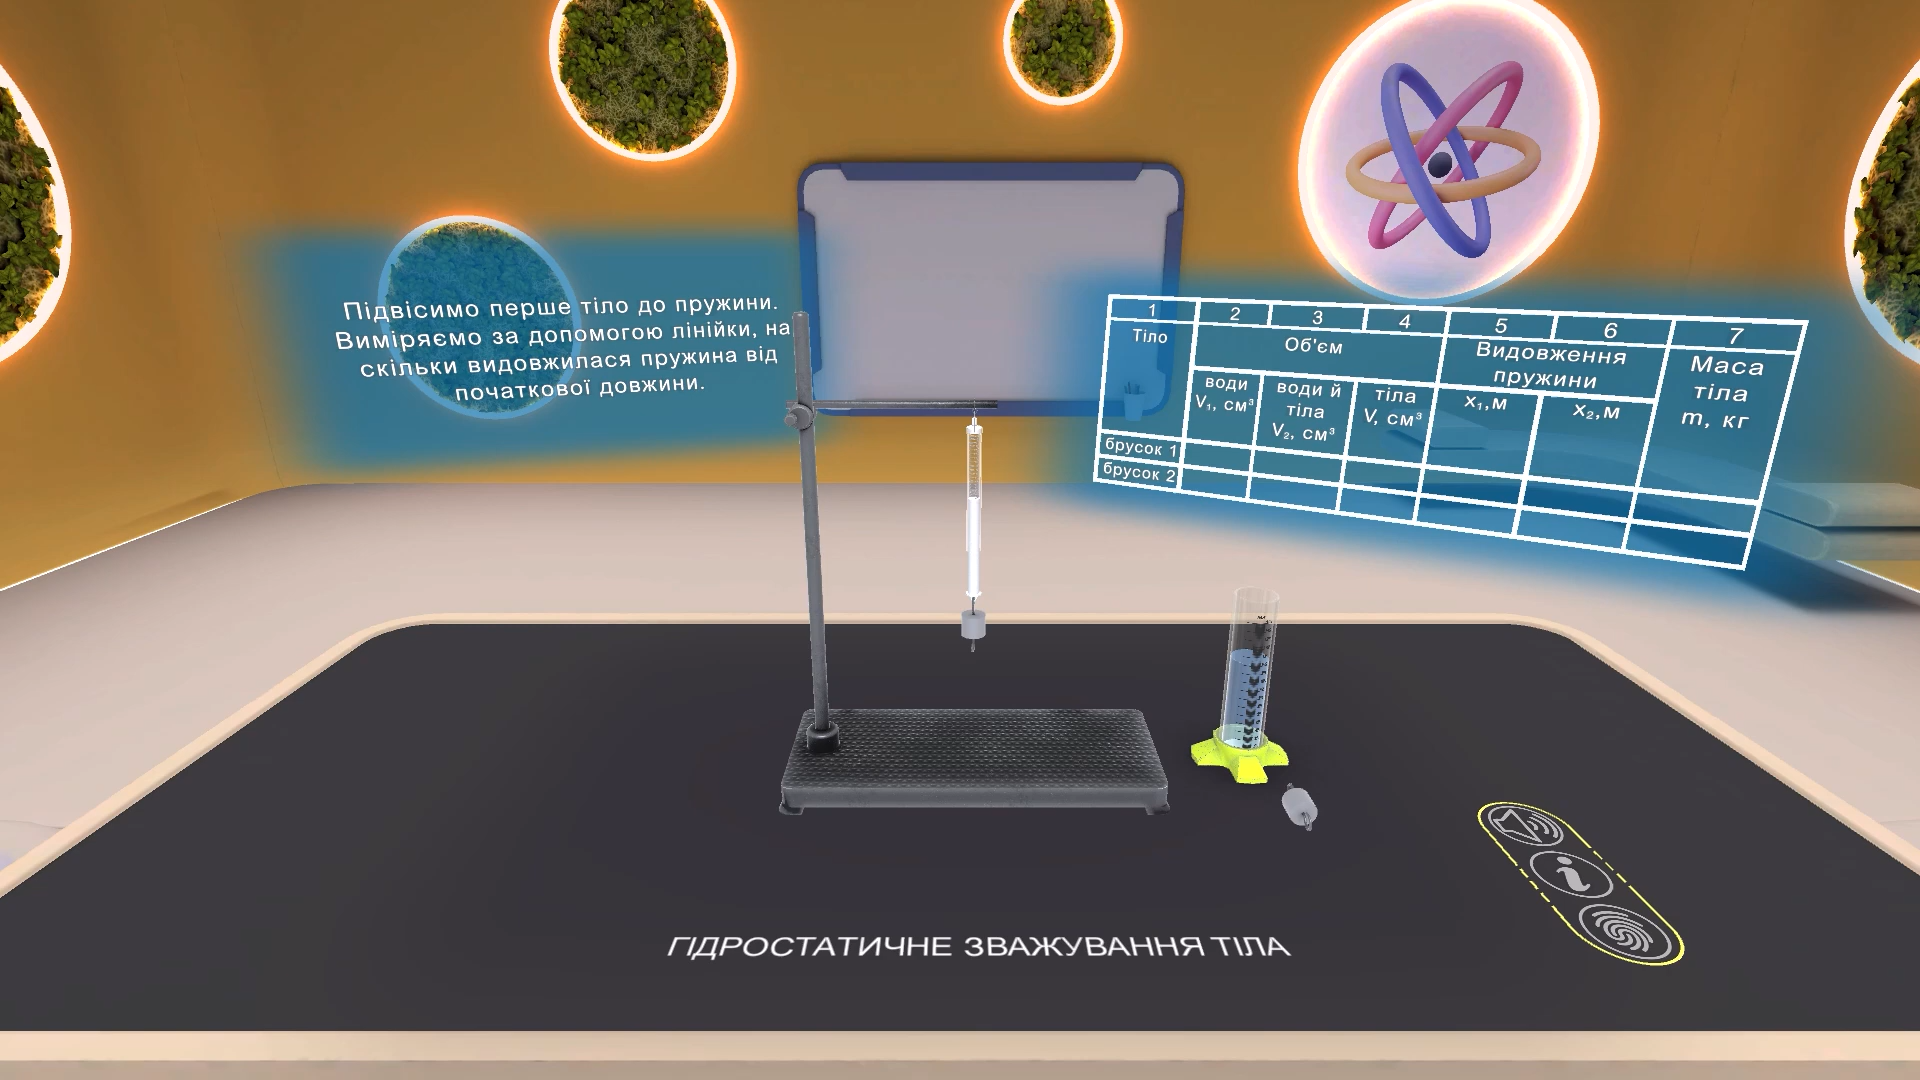 Підвісимо перше тіло до пружини.
Виміряємо за допомогою лінійки, на
скільки видовжилася пружина від
початкової довжини.
1 2 3 4 5 6 7
Тіло
Об'єм
Видовження
пружини
Маса
тіла
m, кг
води
V₁, см³
води й
тіла
V₂, см³
тіла
V, см³
x₁,м
x₂,м
брусок 1
брусок 2
ГІДРОСТАТИЧНЕ ЗВАЖУВАННЯ ТІЛА